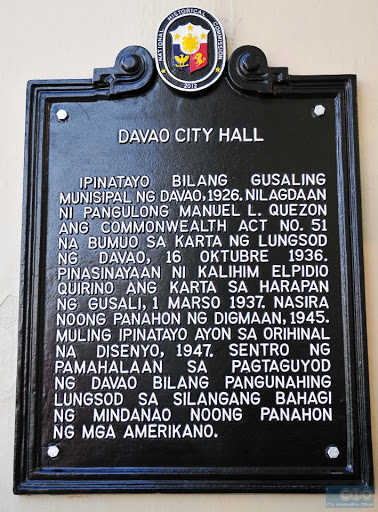 NATIONAL HISTORICAL COMMISSION
2012
DAVAO CITY HALL
IPINATAYO BILANG GUSALING
MUNISIPAL NG DAVAO, 1926. NILAGDAAN
NI PANGULONG MANUEL L. QUEZON
ANG COMMONWEALTH ACT NO. 51
NA BUMUO SA KARTA NG LUNGSOD
NG DAVAO, 16 OKTUBRE 1936.
PINASINAYAAN NI KALIHIM ELPIDIO
QUIRINO ANG KARTA SA HARAPAN
NG GUSALI, 1 MARSO 1937. NASIRA
NOONG PANAHON NG DIGMAAN, 1945.
MULING IPINATAYO AYON SA ORIHINAL
NA DISENYO, 1947. SENTRO NG
PAMAHALAAN SA PAGTAGUYOD
NG DAVAO BILANG PANGUNAHING
LUNGSOD SA SILANGANG BAHAGI
NG MINDANAO NOONG PANAHON
NG MGA AMERIKANO.
City Information Office